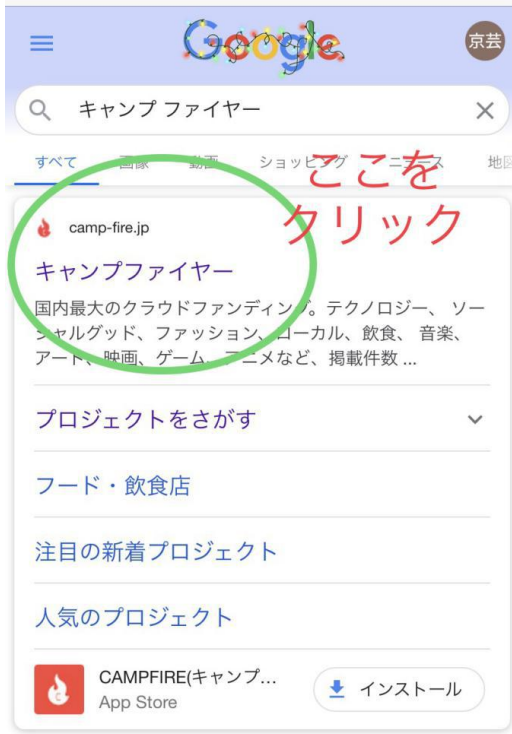 Google
京芸
キャンプ ファイヤー
すべて 画像 動画 ショッピング ニュース 地図
ここを
クリック
camp-fire.jp
キャンプファイヤー
国内最大のクラウドファンディング。テクノロジー、 ソー
シャルグッド、ファッション、ローカル、飲食、 音楽、
アート、映画、ゲーム、アニメなど、掲載件数 ...
プロジェクトをさがす
フード・飲食店
注目の新着プロジェクト
人気のプロジェクト
CAMPFIRE(キャンプ...
App Store
インストール